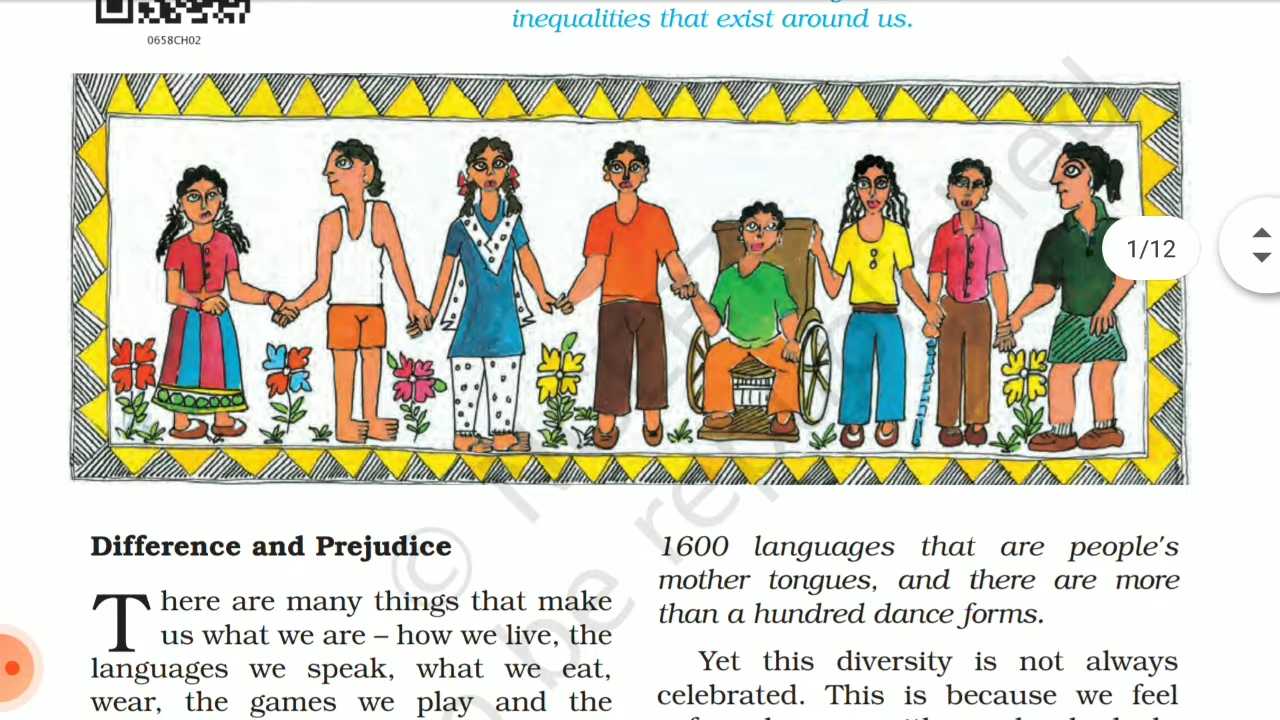 inequalities that exist around us.
0658CH02
1/12
Difference and Prejudice
There are many things that make
us what we are – how we live, the
languages we speak, what we eat,
wear, the games we play and the
1600 languages that are people's
mother tongues, and there are more
than a hundred dance forms.
Yet this diversity is not always
celebrated. This is because we feel